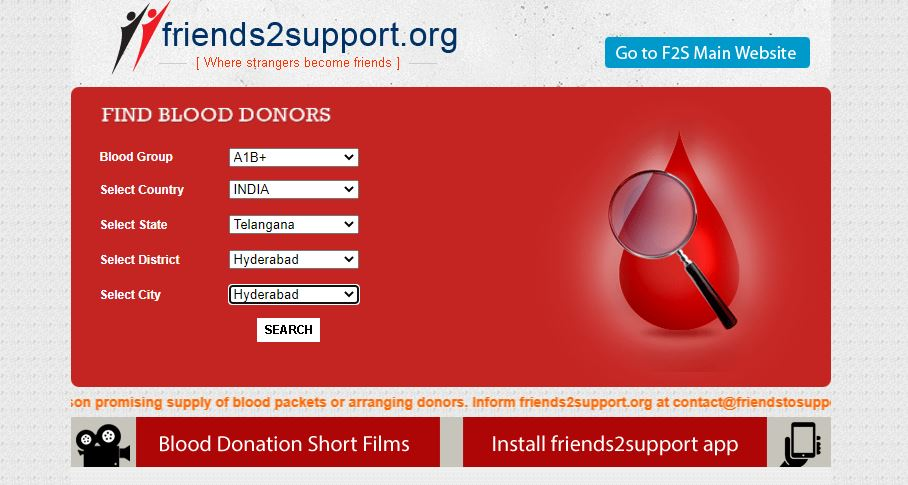 friends2support.org
[ Where strangers become friends ]
Go to F2S Main Website
FIND BLOOD DONORS
Blood Group A1B+
Select Country INDIA
Select State Telangana
Select District Hyderabad
Select City Hyderabad
SEARCH
son promising supply of blood packets or arranging donors. Inform friends2support.org at contact@friendstosuppo
Blood Donation Short Films
Install friends2support app